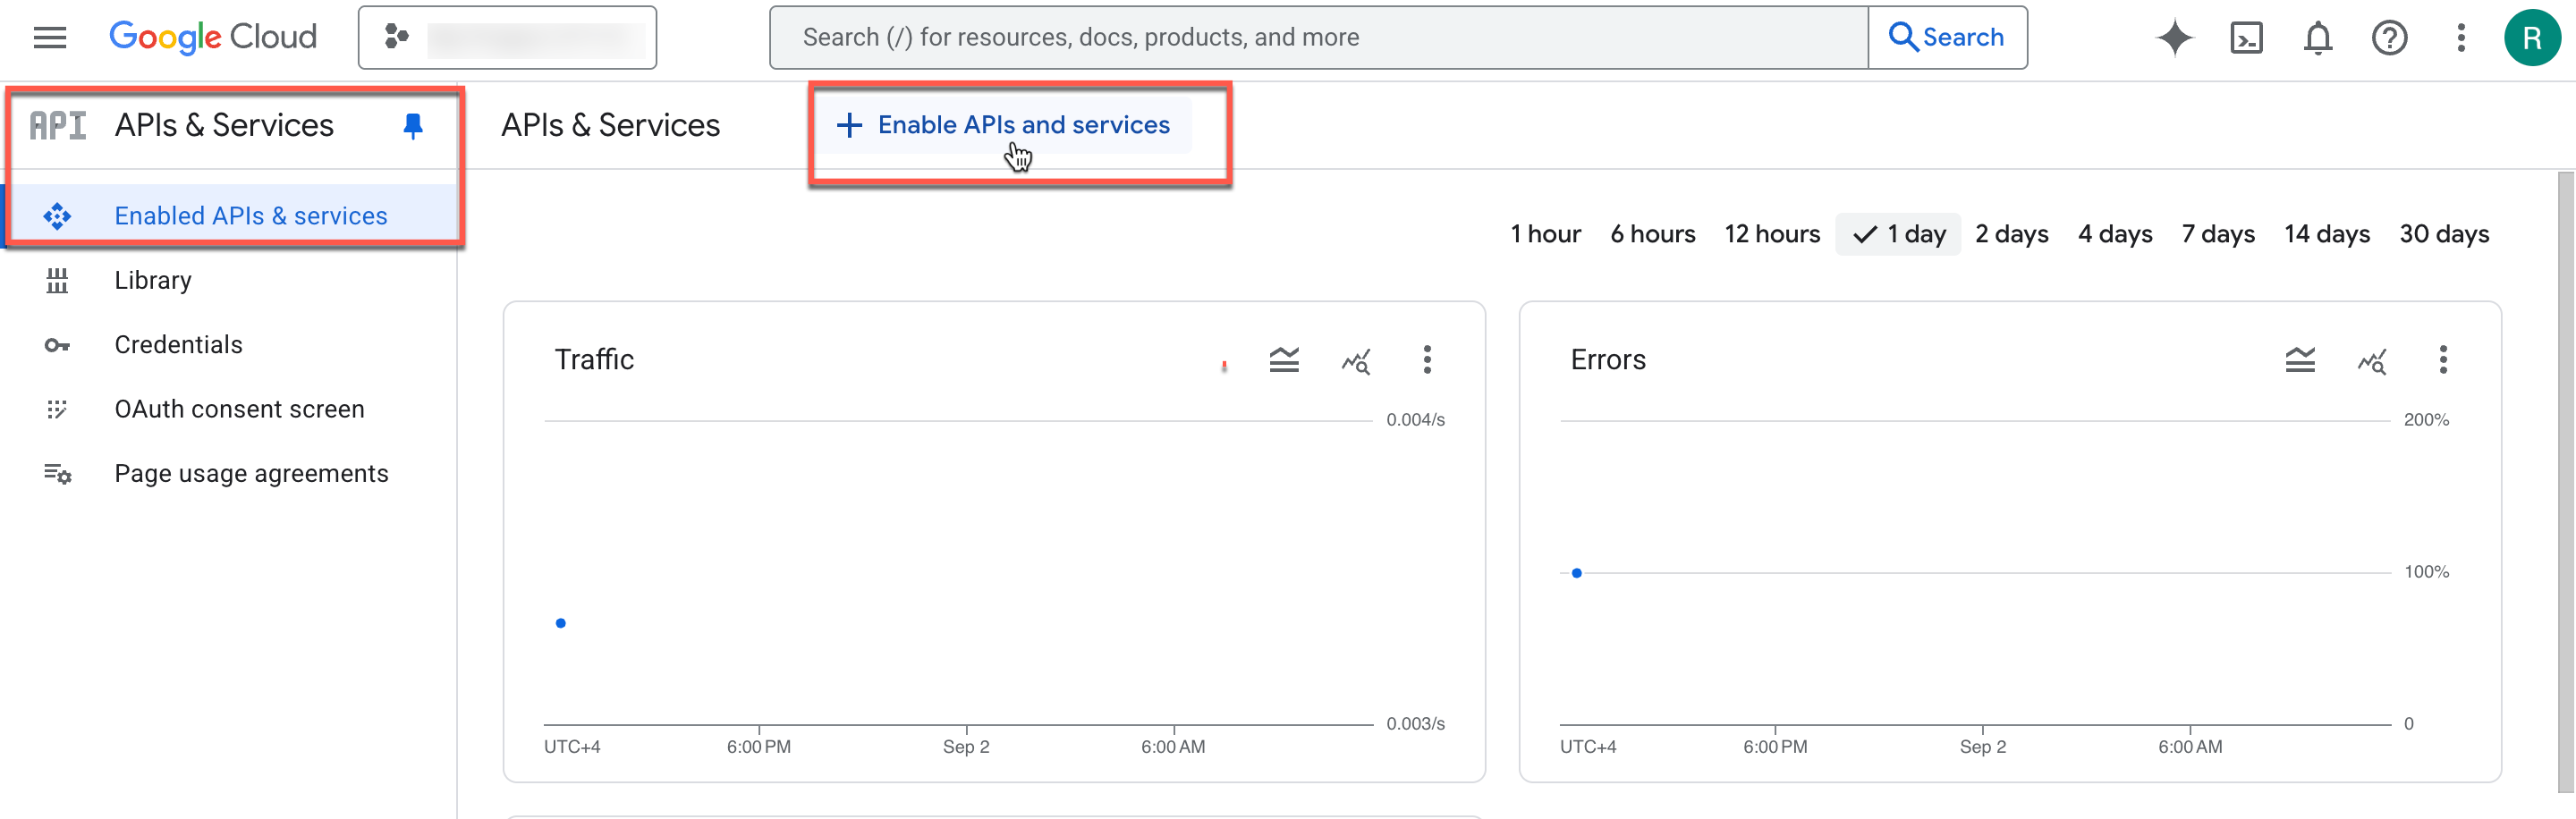 Google Cloud
Search (/) for resources, docs, products, and more
Search
R
API APIs & Services
APIs & Services
Enable APIs and services
Enabled APIs & services
Library
Credentials
OAuth consent screen
Page usage agreements
1 hour 6 hours 12 hours 1 day 2 days 4 days 7 days 14 days 30 days
Traffic
0.004/s
0.003/s
UTC+4 6:00 PM Sep 2 6:00 AM
Errors
200%
100%
0
UTC+4 6:00 PM Sep 2 6:00 AM